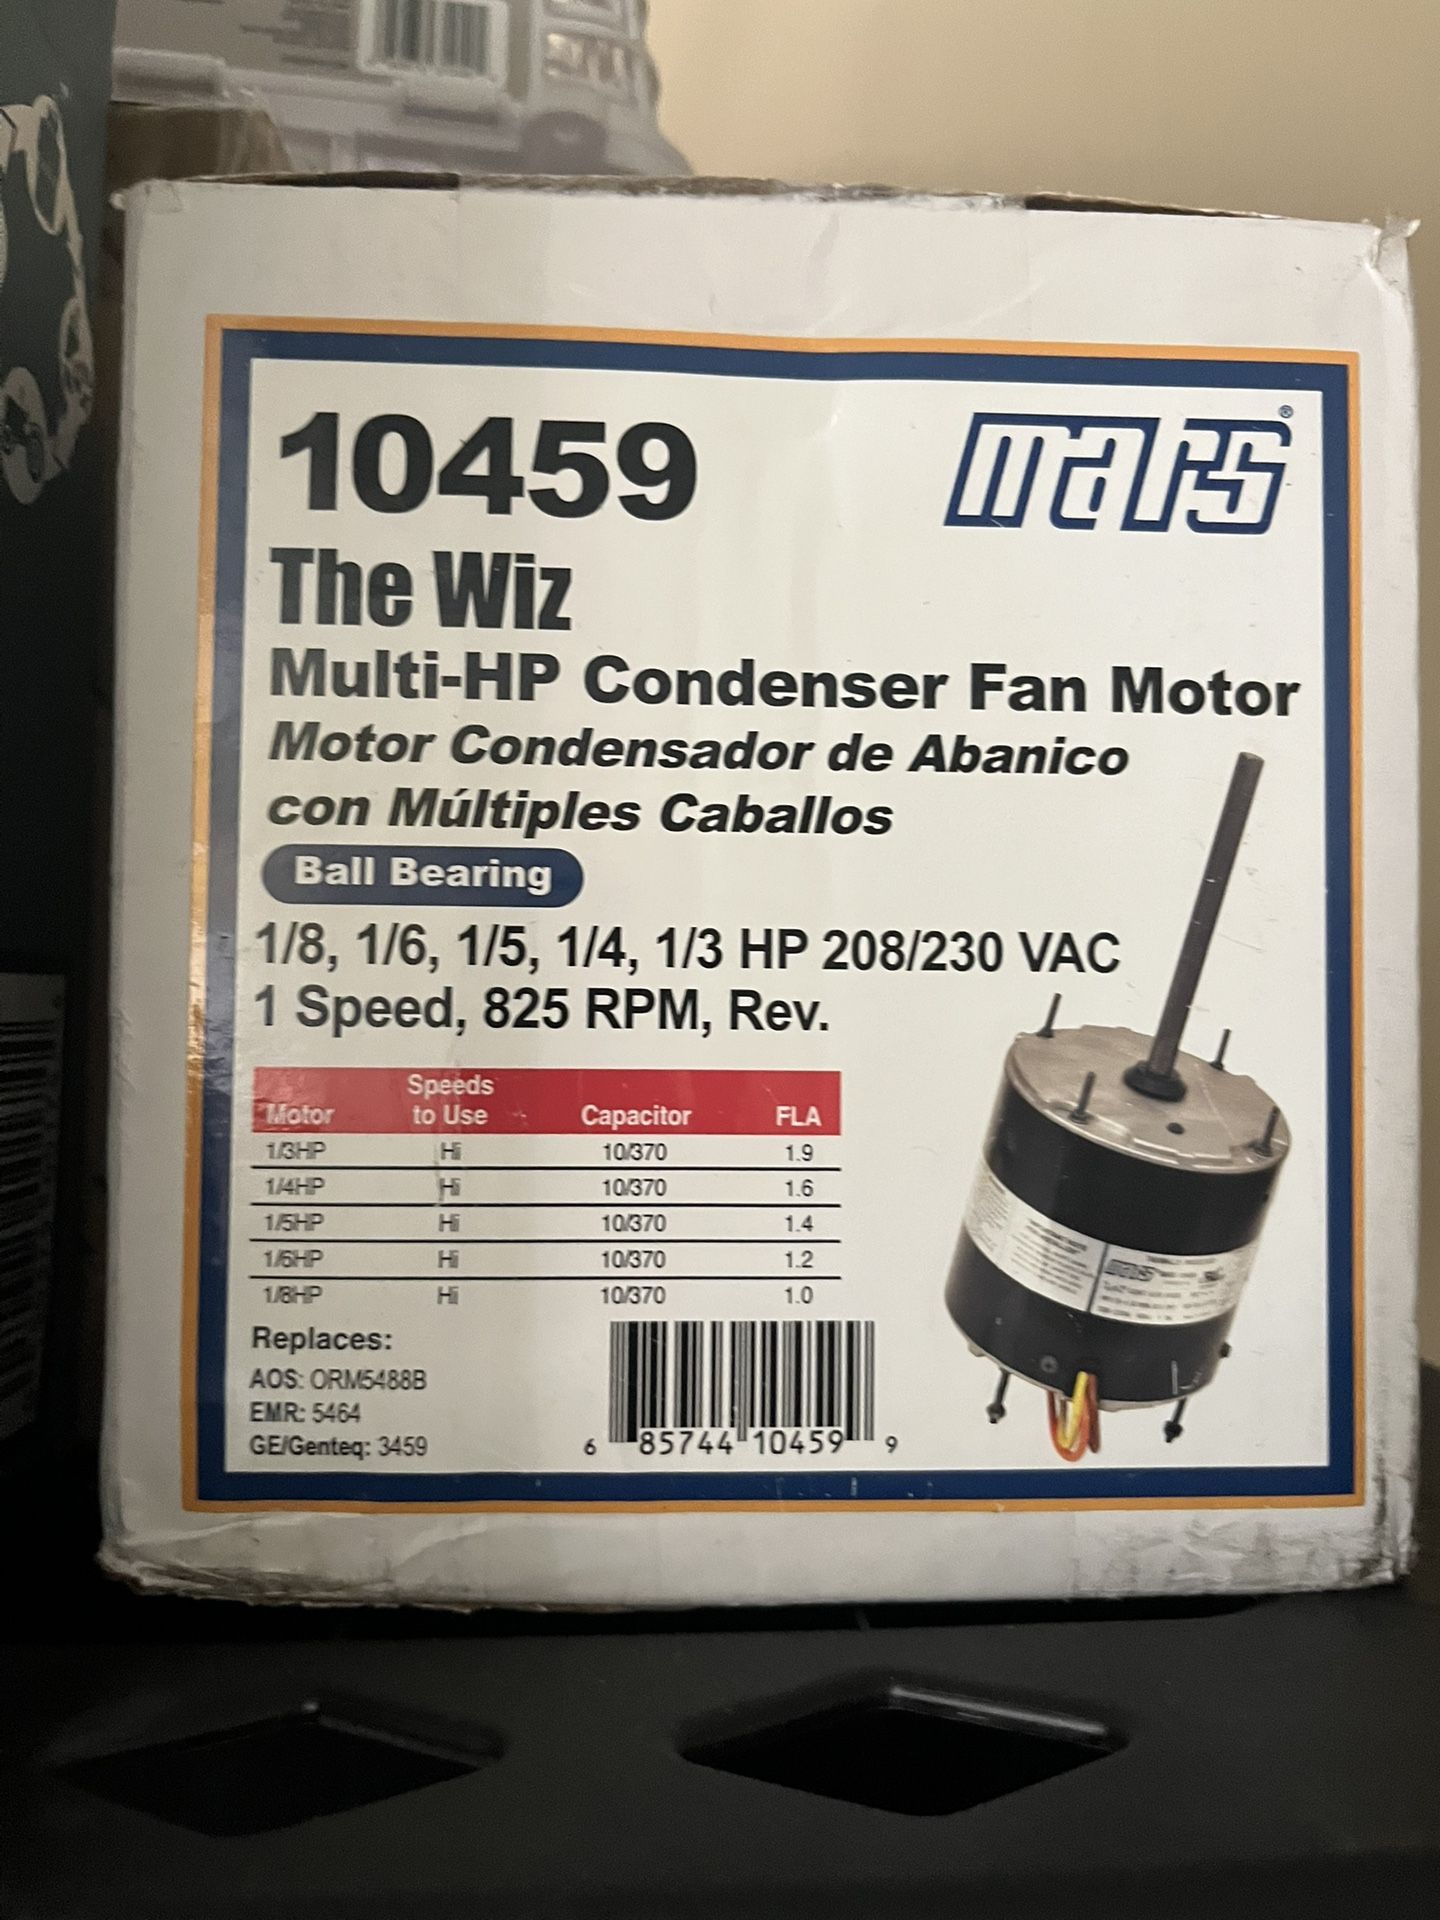 10459
mars®
The Wiz
Multi-HP Condenser Fan Motor
Motor Condensador de Abanico
con Múltiples Caballos
Ball Bearing
1/8, 1/6, 1/5, 1/4, 1/3 HP 208/230 VAC
1 Speed, 825 RPM, Rev.
Motor Speeds to Use Capacitor FLA
1/3HP Hi 10/370 1.9
1/4HP Hi 10/370 1.6
1/5HP Hi 10/370 1.4
1/6HP Hi 10/370 1.2
1/8HP Hi 10/370 1.0
Replaces:
AOS: ORM5488B
EMR: 5464
GE/Genteq: 3459
6 85744 10459 9
mars